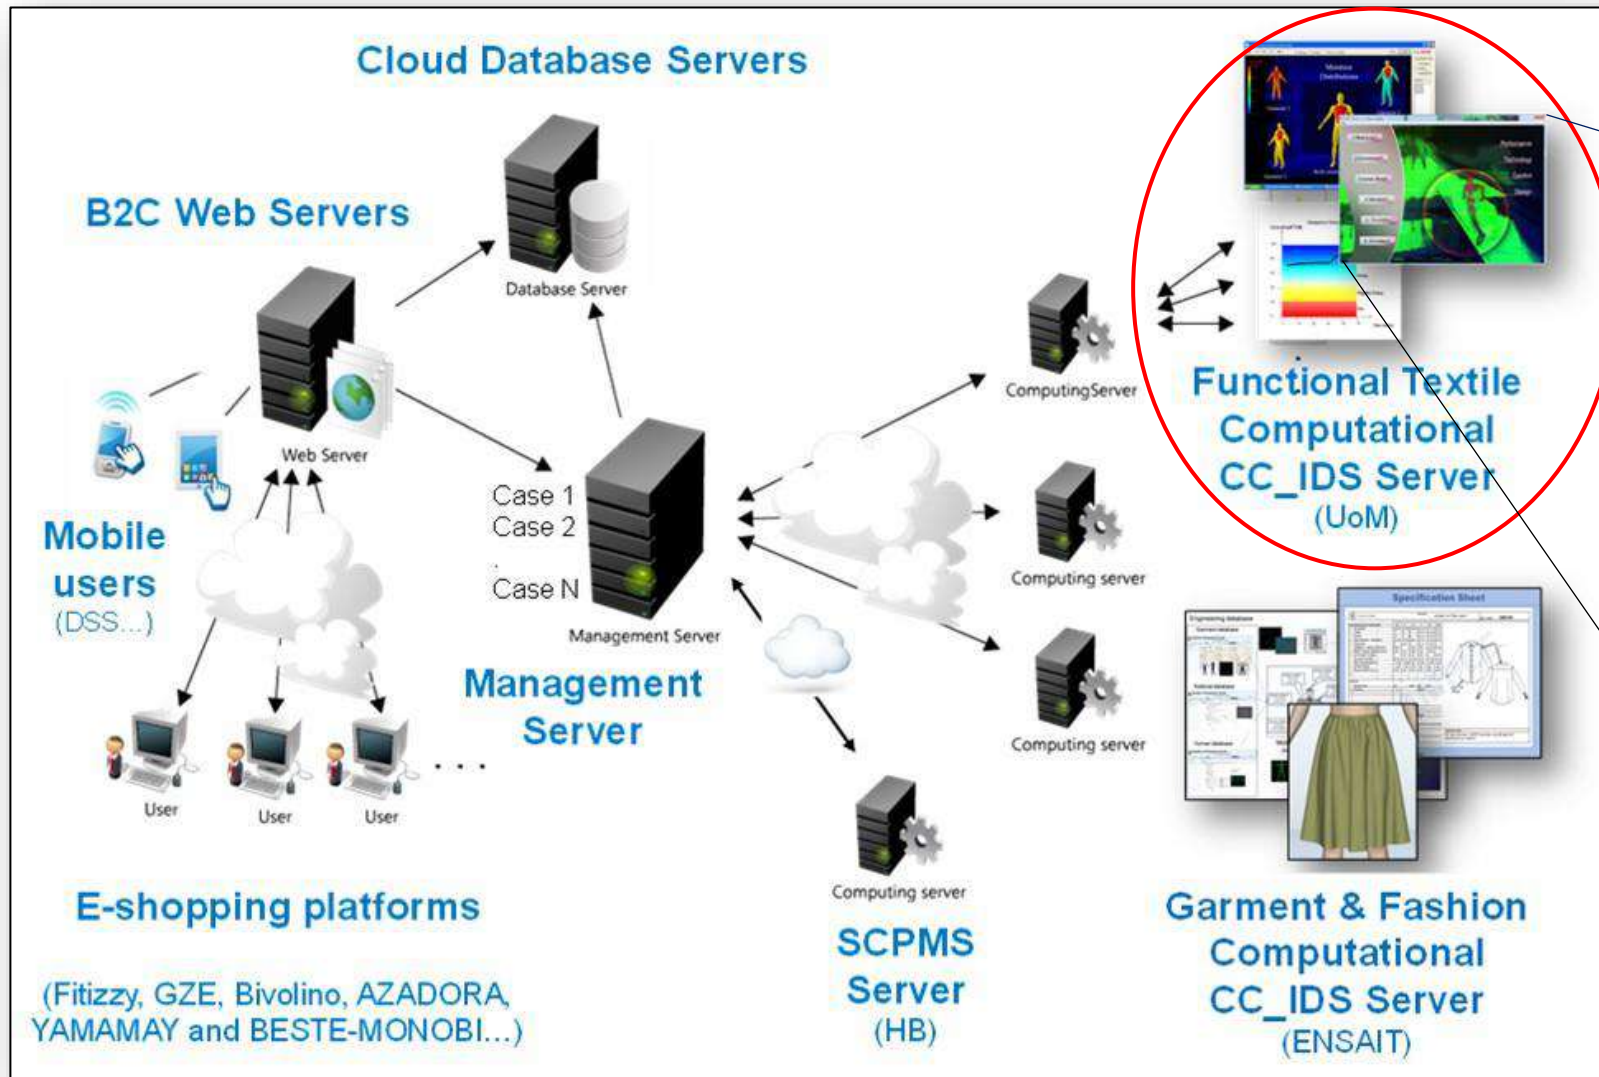 Cloud Database Servers
B2C Web Servers
Database Server
Web Server
Mobile
users
(DSS...)
Case 1
Case 2
.
Case N
Management Server
Management
Server
User
User
User
. . .
E-shopping platforms
(Fitizzy, GZE, Bivolino, AZADORA,
YAMAMAY and BESTE-MONOBI...)
ComputingServer
Computing server
Computing server
Computing server
SCPMS
Server
(HB)
Functional Textile
Computational
CC_IDS Server
(UoM)
Specification Sheet
Engineering database
Garment & Fashion
Computational
CC_IDS Server
(ENSAIT)